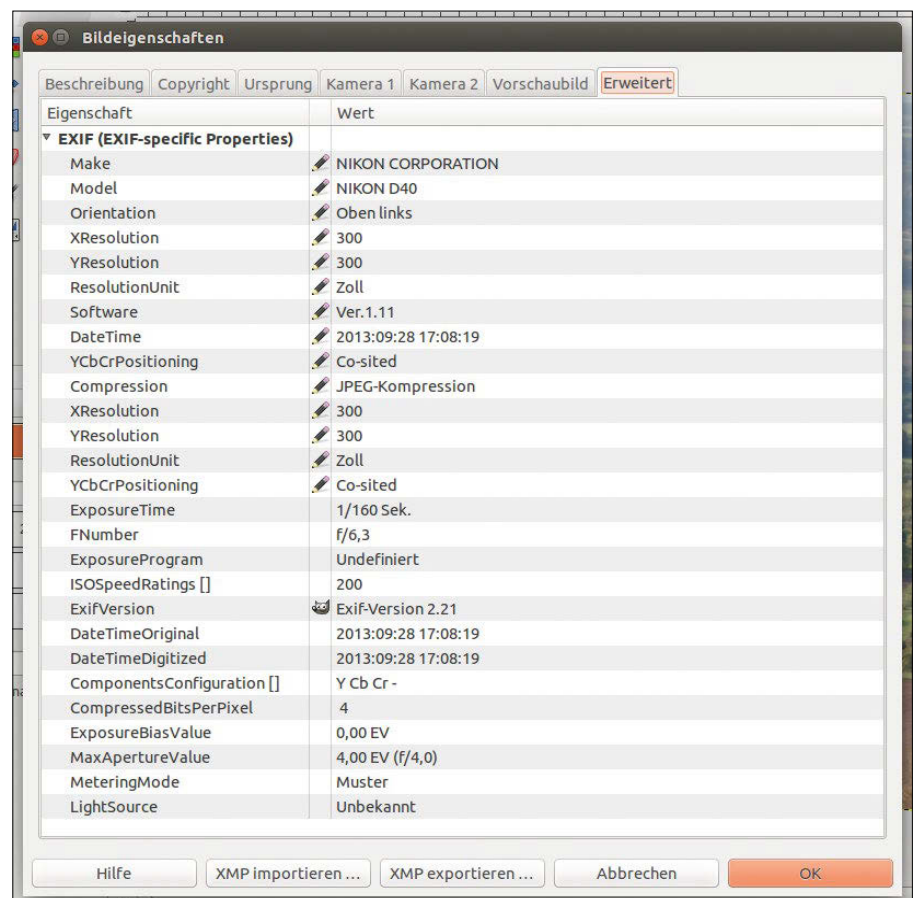 Bildeigenschaften
Beschreibung Copyright Ursprung Kamera 1 Kamera 2 Vorschaubild Erweitert
Eigenschaft Wert
EXIF (EXIF-specific Properties)
Make NIKON CORPORATION
Model NIKON D40
Orientation Oben links
XResolution 300
YResolution 300
ResolutionUnit Zoll
Software Ver.1.11
DateTime 2013:09:28 17:08:19
YCbCrPositioning Co-sited
Compression JPEG-Kompression
XResolution 300
YResolution 300
ResolutionUnit Zoll
YCbCrPositioning Co-sited
ExposureTime 1/160 Sek.
FNumber f/6,3
ExposureProgram Undefiniert
ISOSpeedRatings [] 200
ExifVersion Exif-Version 2.21
DateTimeOriginal 2013:09:28 17:08:19
DateTimeDigitized 2013:09:28 17:08:19
ComponentsConfiguration [] Y Cb Cr -
CompressedBitsPerPixel 4
ExposureBiasValue 0,00 EV
MaxApertureValue 4,00 EV (f/4,0)
MeteringMode Muster
LightSource Unbekannt
Hilfe XMP importieren ... XMP exportieren ... Abbrechen OK